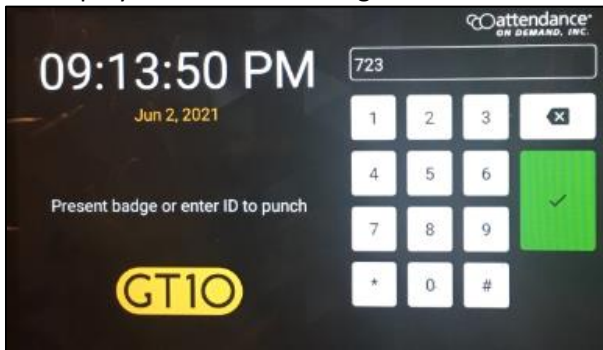 attendance
ON DEMAND, INC.
09:13:50 PM
Jun 2, 2021
Present badge or enter ID to punch
GT10
723
1 2 3
4 5 6
7 8 9
* 0 #